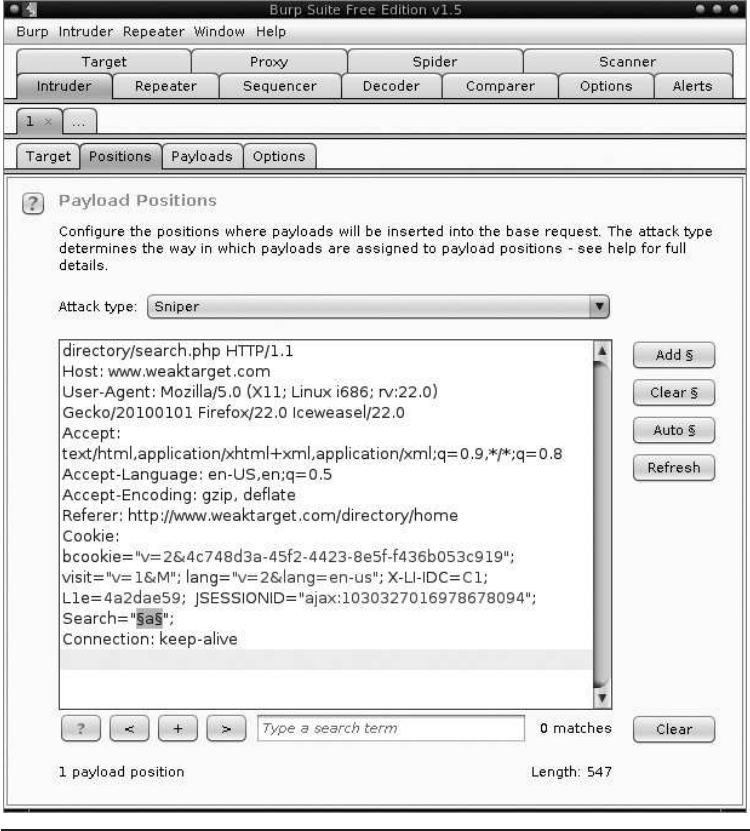 Burp Suite Free Edition v1.5
Burp Intruder Repeater Window Help
Target Proxy Spider Scanner
Intruder Repeater Sequencer Decoder Comparer Options Alerts
1 × ...
Target Positions Payloads Options
? Payload Positions
Configure the positions where payloads will be inserted into the base request. The attack type
determines the way in which payloads are assigned to payload positions - see help for full
details.
Attack type: Sniper
directory/search.php HTTP/1.1
Host: www.weaktarget.com
User-Agent: Mozilla/5.0 (X11; Linux i686; rv:22.0)
Gecko/20100101 Firefox/22.0 Iceweasel/22.0
Accept:
text/html,application/xhtml+xml,application/xml;q=0.9,*/*;q=0.8
Accept-Language: en-US,en;q=0.5
Accept-Encoding: gzip, deflate
Referer: http://www.weaktarget.com/directory/home
Cookie:
bcookie="v=2&4c748d3a-45f2-4423-8e5f-f436b053c919";
visit="v=1&M"; lang="v=2&lang=en-us"; X-LI-IDC=C1;
L1e=4a2dae59; JSESSIONID="ajax:1030327016978678094";
Search="§a§";
Connection: keep-alive
Add §
Clear §
Auto §
Refresh
? < + > Type a search term 0 matches Clear
1 payload position Length: 547